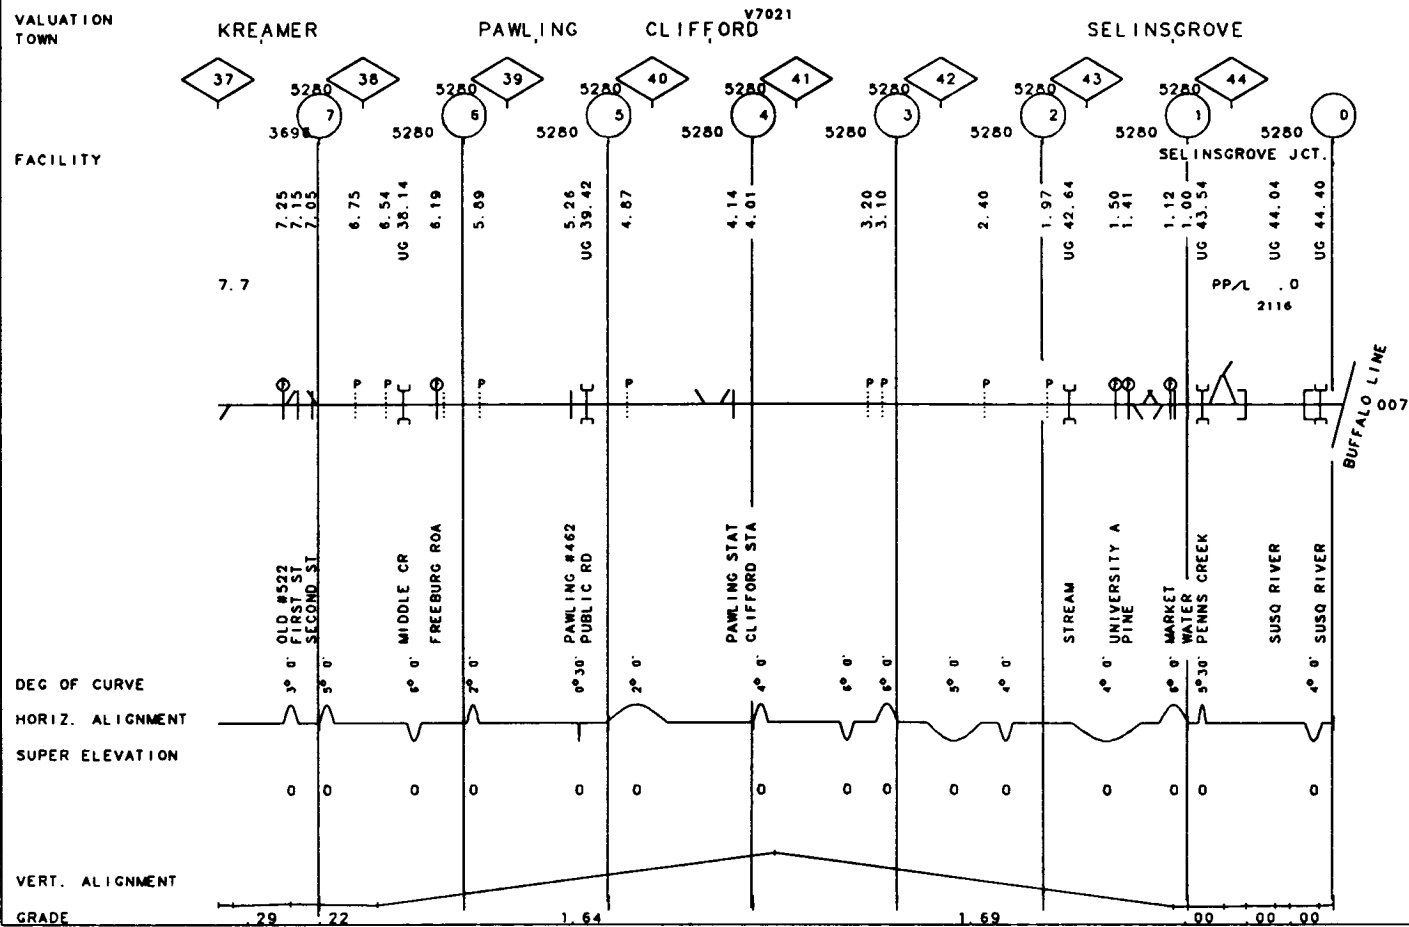 VALUATION
TOWN
KREAMER PAWLING CLIFFORD V7021 SELINSGROVE
37 38 39 40 41 42 43 44
5280 5280 5280 5280 5280 5280 5280
7 6 5 4 3 2 1 0
5280 5280 5280 5280 5280 5280 5280
FACILITY
SELINSGROVE JCT.
7.25
7.15
7.05
6.75
6.54
UG 38.14
6.19
5.89
5.26
UG 39.42
4.87
4.14
4.01
3.20
3.10
2.40
1.97
UG 42.64
1.50
1.41
1.12
1.00
UG 43.54
UG 44.04
UG 44.40
7.7
PP/L .0
2116
P P P P P P P P
BUFFALO LINE
007
OLD #522
FIRST ST
SECOND ST
MIDDLE CR
FREEBURG ROA
PAWLING #462
PUBLIC RD
PAWLING STAT
CLIFFORD STA
STREAM
UNIVERSITY A
PINE
MARKET
WATER
PENNS CREEK
SUSQ RIVER
SUSQ RIVER
DEG OF CURVE
3° 0' 5° 0' 6° 0' 2° 0' 0° 30' 2° 0' 4° 0' 6° 0' 6° 0' 5° 0' 4° 0' 4° 0' 6° 0' 5° 30' 4° 0'
HORIZ. ALIGNMENT
SUPER ELEVATION
0 0 0 0 0 0 0 0 0 0 0 0 0 0 0
VERT. ALIGNMENT
GRADE .29 .22 1.64 1.69 .00 .00 .00